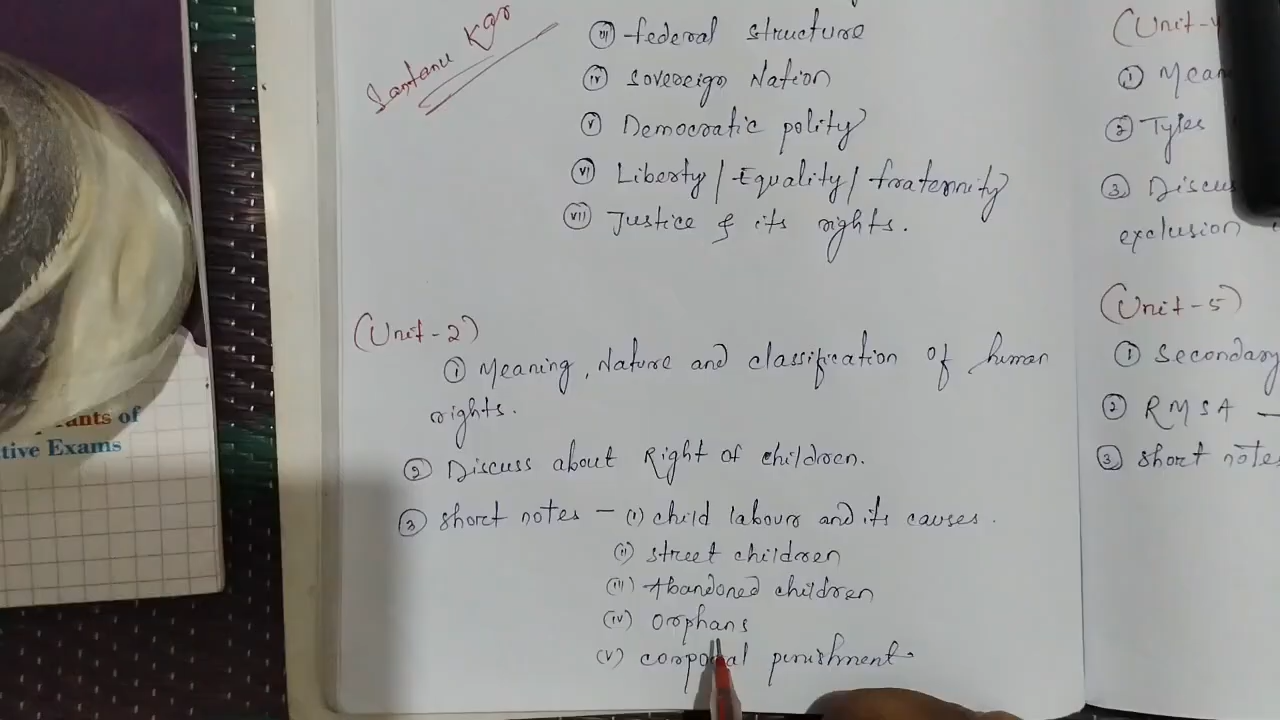 Santanu Kar
(iii) federal structure
(iv) Sovereign Nation
(v) Democratic polity
(vi) Liberty / Equality / fraternity
(vii) Justice & its rights.
(Unit-2)
① Meaning, Nature and classification of human
rights.
② Discuss about Right of children.
③ short notes — (i) child labour and its causes.
(ii) street children
(iii) Abandoned children
(iv) orphans
(v) corporal punishment
(Unit-4
① Mean
② Types
③ Discus
exclusion
(Unit-5)
① Secondary
② RMSA —
③ short notes
ants of
tive Exams